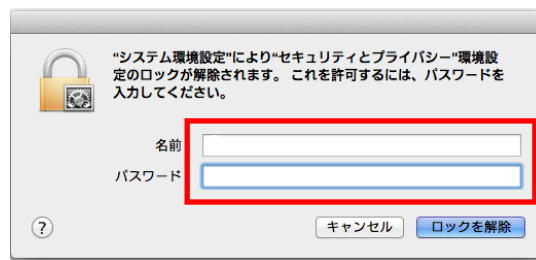 “システム環境設定”により“セキュリティとプライバシー”環境設
定のロックが解除されます。 これを許可するには、パスワードを
入力してください。
名前
パスワード
?
キャンセル
ロックを解除